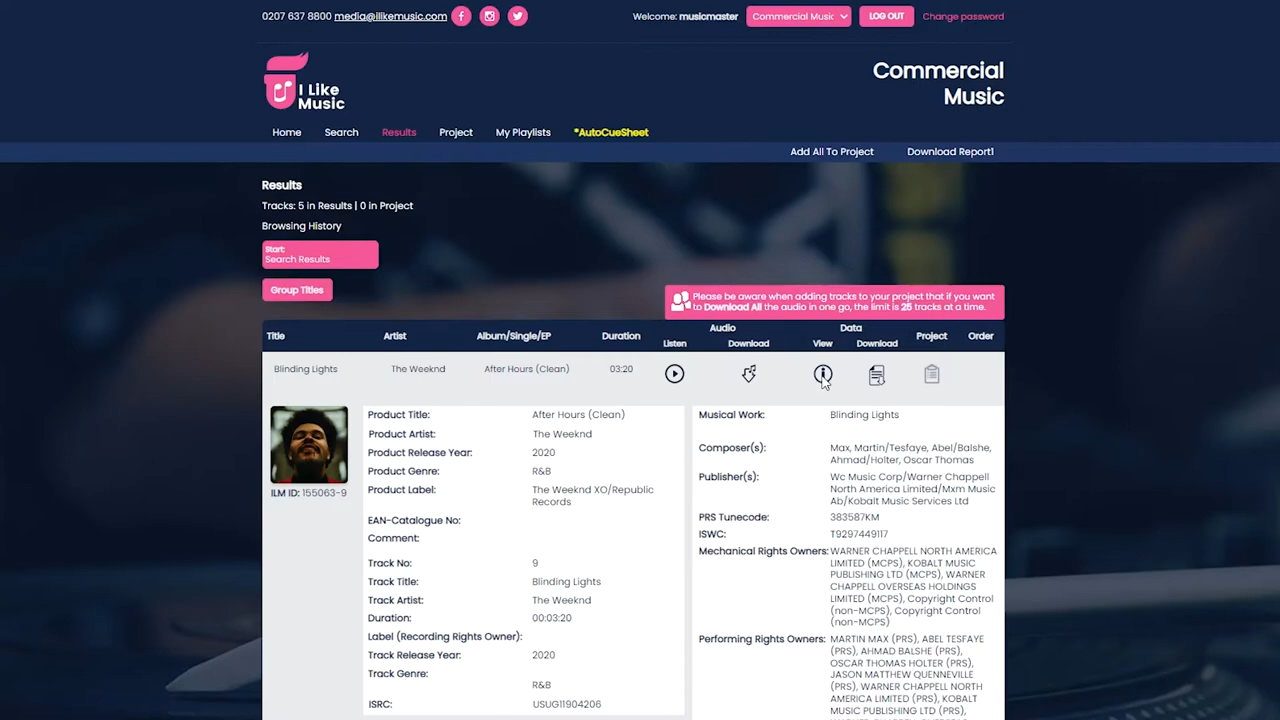 0207 637 8800 media@ilikemusic.com
Welcome: musicmaster Commercial Music LOG OUT Change password
I Like
Music
Commercial
Music
Home Search Results Project My Playlists *AutoCueSheet
Add All To Project Download Report1
Results
Tracks: 5 in Results | 0 in Project
Browsing History
Start:
Search Results
Group Titles
Please be aware when adding tracks to your project that if you want
to Download All the audio in one go, the limit is 25 tracks at a time.
Title Artist Album/Single/EP Duration Audio Data Project Order
Listen Download View Download
Blinding Lights The Weeknd After Hours (Clean) 03:20
ILM ID: 155063-9
Product Title: After Hours (Clean)
Product Artist: The Weeknd
Product Release Year: 2020
Product Genre: R&B
Product Label: The Weeknd XO/Republic
Records
EAN-Catalogue No:
Comment:
Track No: 9
Track Title: Blinding Lights
Track Artist: The Weeknd
Duration: 00:03:20
Label (Recording Rights Owner):
Track Release Year: 2020
Track Genre:
R&B
ISRC: USUG11904206
Musical Work: Blinding Lights
Composer(s): Max, Martin/Tesfaye, Abel/Balshe,
Ahmad/Holter, Oscar Thomas
Publisher(s): Wc Music Corp/Warner Chappell
North America Limited/Mxm Music
Ab/Kobalt Music Services Ltd
PRS Tunecode: 383587KM
ISWC: T9297449117
Mechanical Rights Owners: WARNER CHAPPELL NORTH AMERICA
LIMITED (MCPS), KOBALT MUSIC
PUBLISHING LTD (MCPS), WARNER
CHAPPELL OVERSEAS HOLDINGS
LIMITED (MCPS), Copyright Control
(non-MCPS), Copyright Control
(non-MCPS)
Performing Rights Owners: MARTIN MAX (PRS), ABEL TESFAYE
(PRS), AHMAD BALSHE (PRS),
OSCAR THOMAS HOLTER (PRS),
JASON MATTHEW QUENNEVILLE
(PRS), WARNER CHAPPELL NORTH
AMERICA LIMITED (PRS), KOBALT
MUSIC PUBLISHING LTD (PRS),